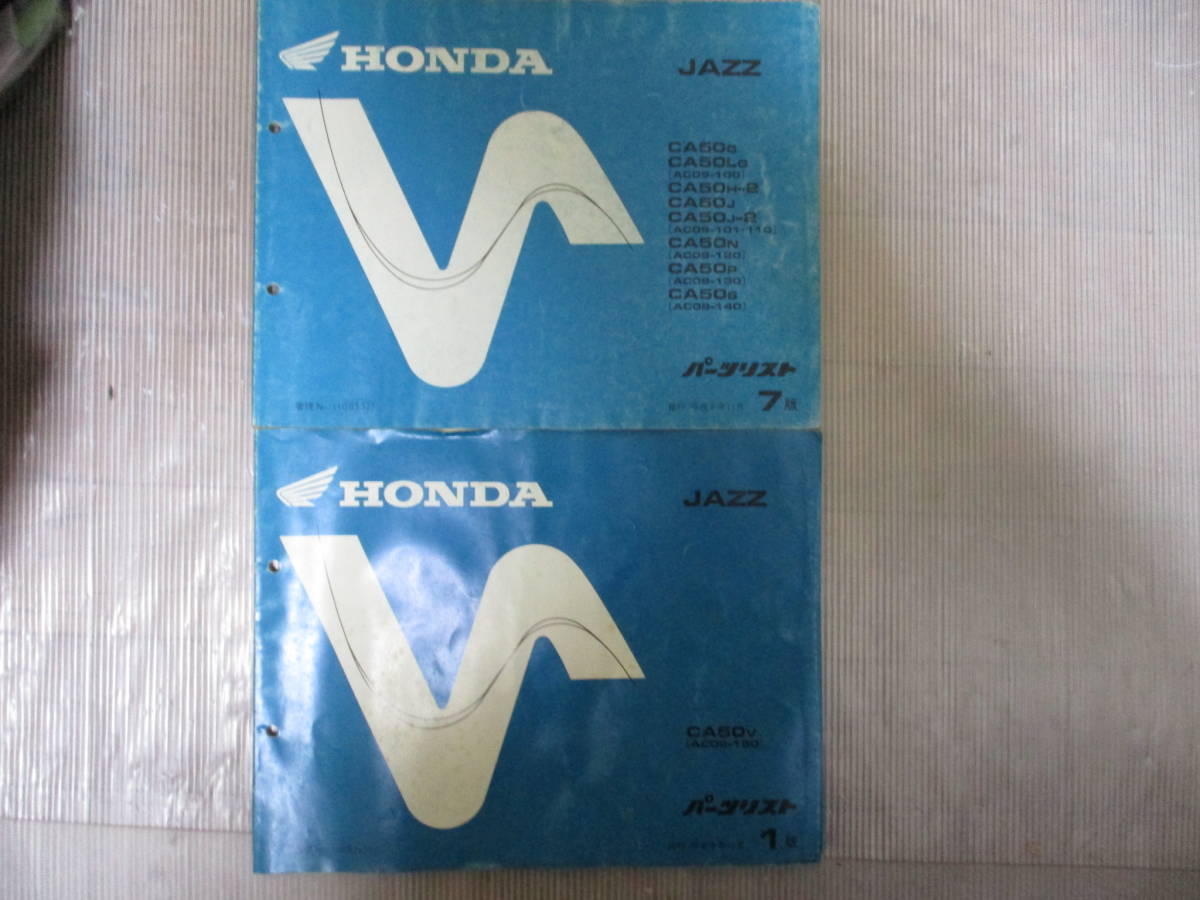 HONDA
JAZZ
CA50G
CA50LG
(AC09-100)
CA50H-2
CA50J
CA50J-2
(AC09-101·110)
CA50N
(AC09-120)
CA50P
(AC09-130)
CA50S
(AC09-140)
パーツリスト
7版
HONDA
JAZZ
CA50V
(AC09-150)
パーツリスト
1版